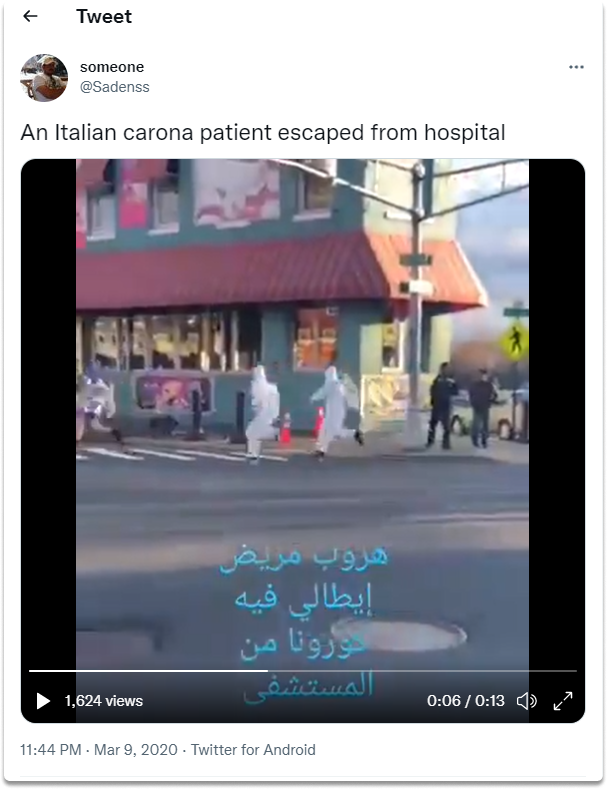 Tweet
someone
@Sadenss
An Italian carona patient escaped from hospital
هروب مريض
إيطالي فيه
كورونا من
المستشفى
1,624 views
0:06 / 0:13
11:44 PM · Mar 9, 2020 · Twitter for Android